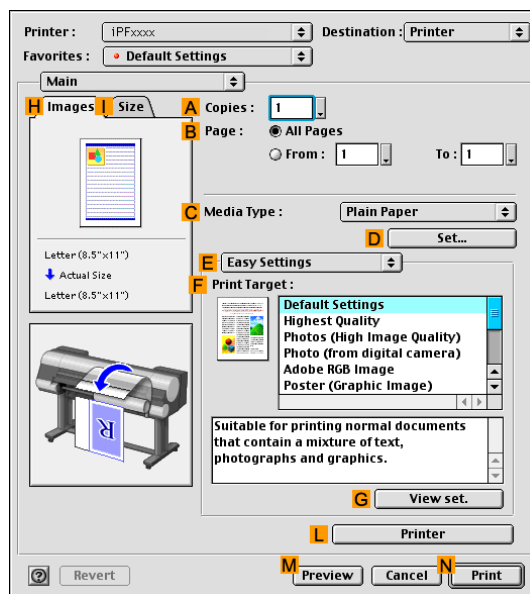 Printer : iPFxxxx Destination : Printer
Favorites : Default Settings
Main
H Images I Size
A Copies : 1
B Page : All Pages
From : 1 To : 1
C Media Type : Plain Paper
D Set...
Letter (8.5"x11")
Actual Size
Letter (8.5"x11")
E Easy Settings
F Print Target :
Default Settings
Highest Quality
Photos (High Image Quality)
Photo (from digital camera)
Adobe RGB Image
Poster (Graphic Image)
R
Suitable for printing normal documents
that contain a mixture of text,
photographs and graphics.
G View set.
L Printer
? Revert M Preview Cancel N Print